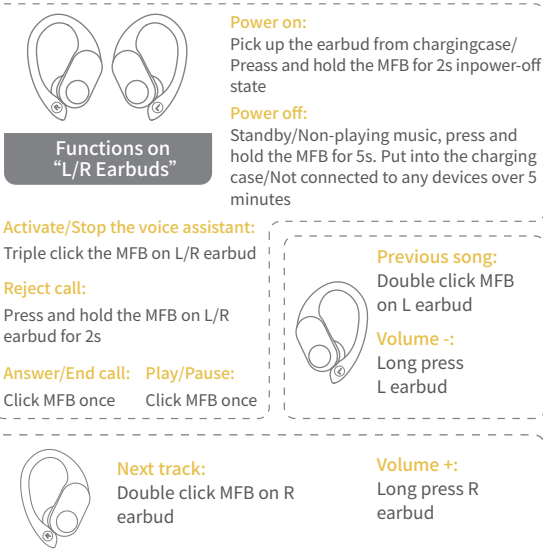 Power on:
Pick up the earbud from chargingcase/
Preass and hold the MFB for 2s inpower-off
state
Power off:
Standby/Non-playing music, press and
hold the MFB for 5s. Put into the charging
case/Not connected to any devices over 5
minutes
Functions on
“L/R Earbuds”
Activate/Stop the voice assistant:
Triple click the MFB on L/R earbud
Reject call:
Press and hold the MFB on L/R
earbud for 2s
Answer/End call:
Click MFB once
Play/Pause:
Click MFB once
Previous song:
Double click MFB
on L earbud
Volume -:
Long press
L earbud
Next track:
Double click MFB on R
earbud
Volume +:
Long press R
earbud